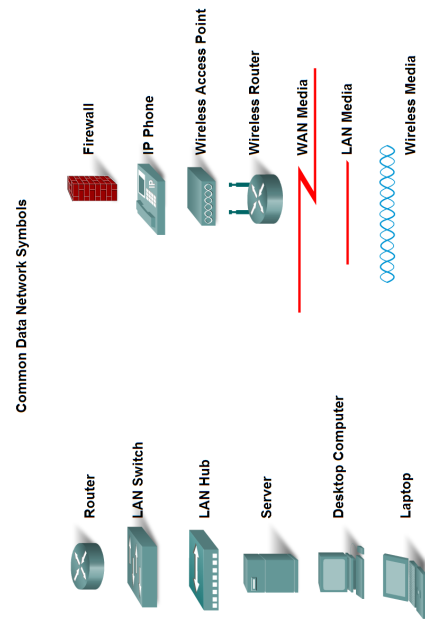 Common Data Network Symbols
Router
LAN Switch
LAN Hub
Server
Desktop Computer
Laptop
Firewall
IP Phone
IP
Wireless Access Point
Wireless Router
WAN Media
LAN Media
Wireless Media